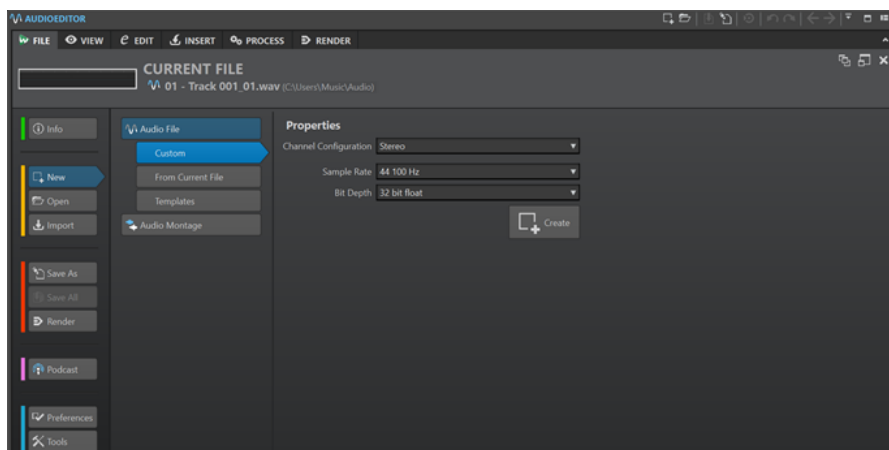 AUDIOEDITOR
FILE VIEW EDIT INSERT PROCESS RENDER
CURRENT FILE
01 - Track 001_01.wav (C:\Users\Music\Audio)
Info
New
Open
Import
Save As
Save All
Render
Podcast
Preferences
Tools
Audio File
Custom
From Current File
Templates
Audio Montage
Properties
Channel Configuration Stereo
Sample Rate 44 100 Hz
Bit Depth 32 bit float
Create